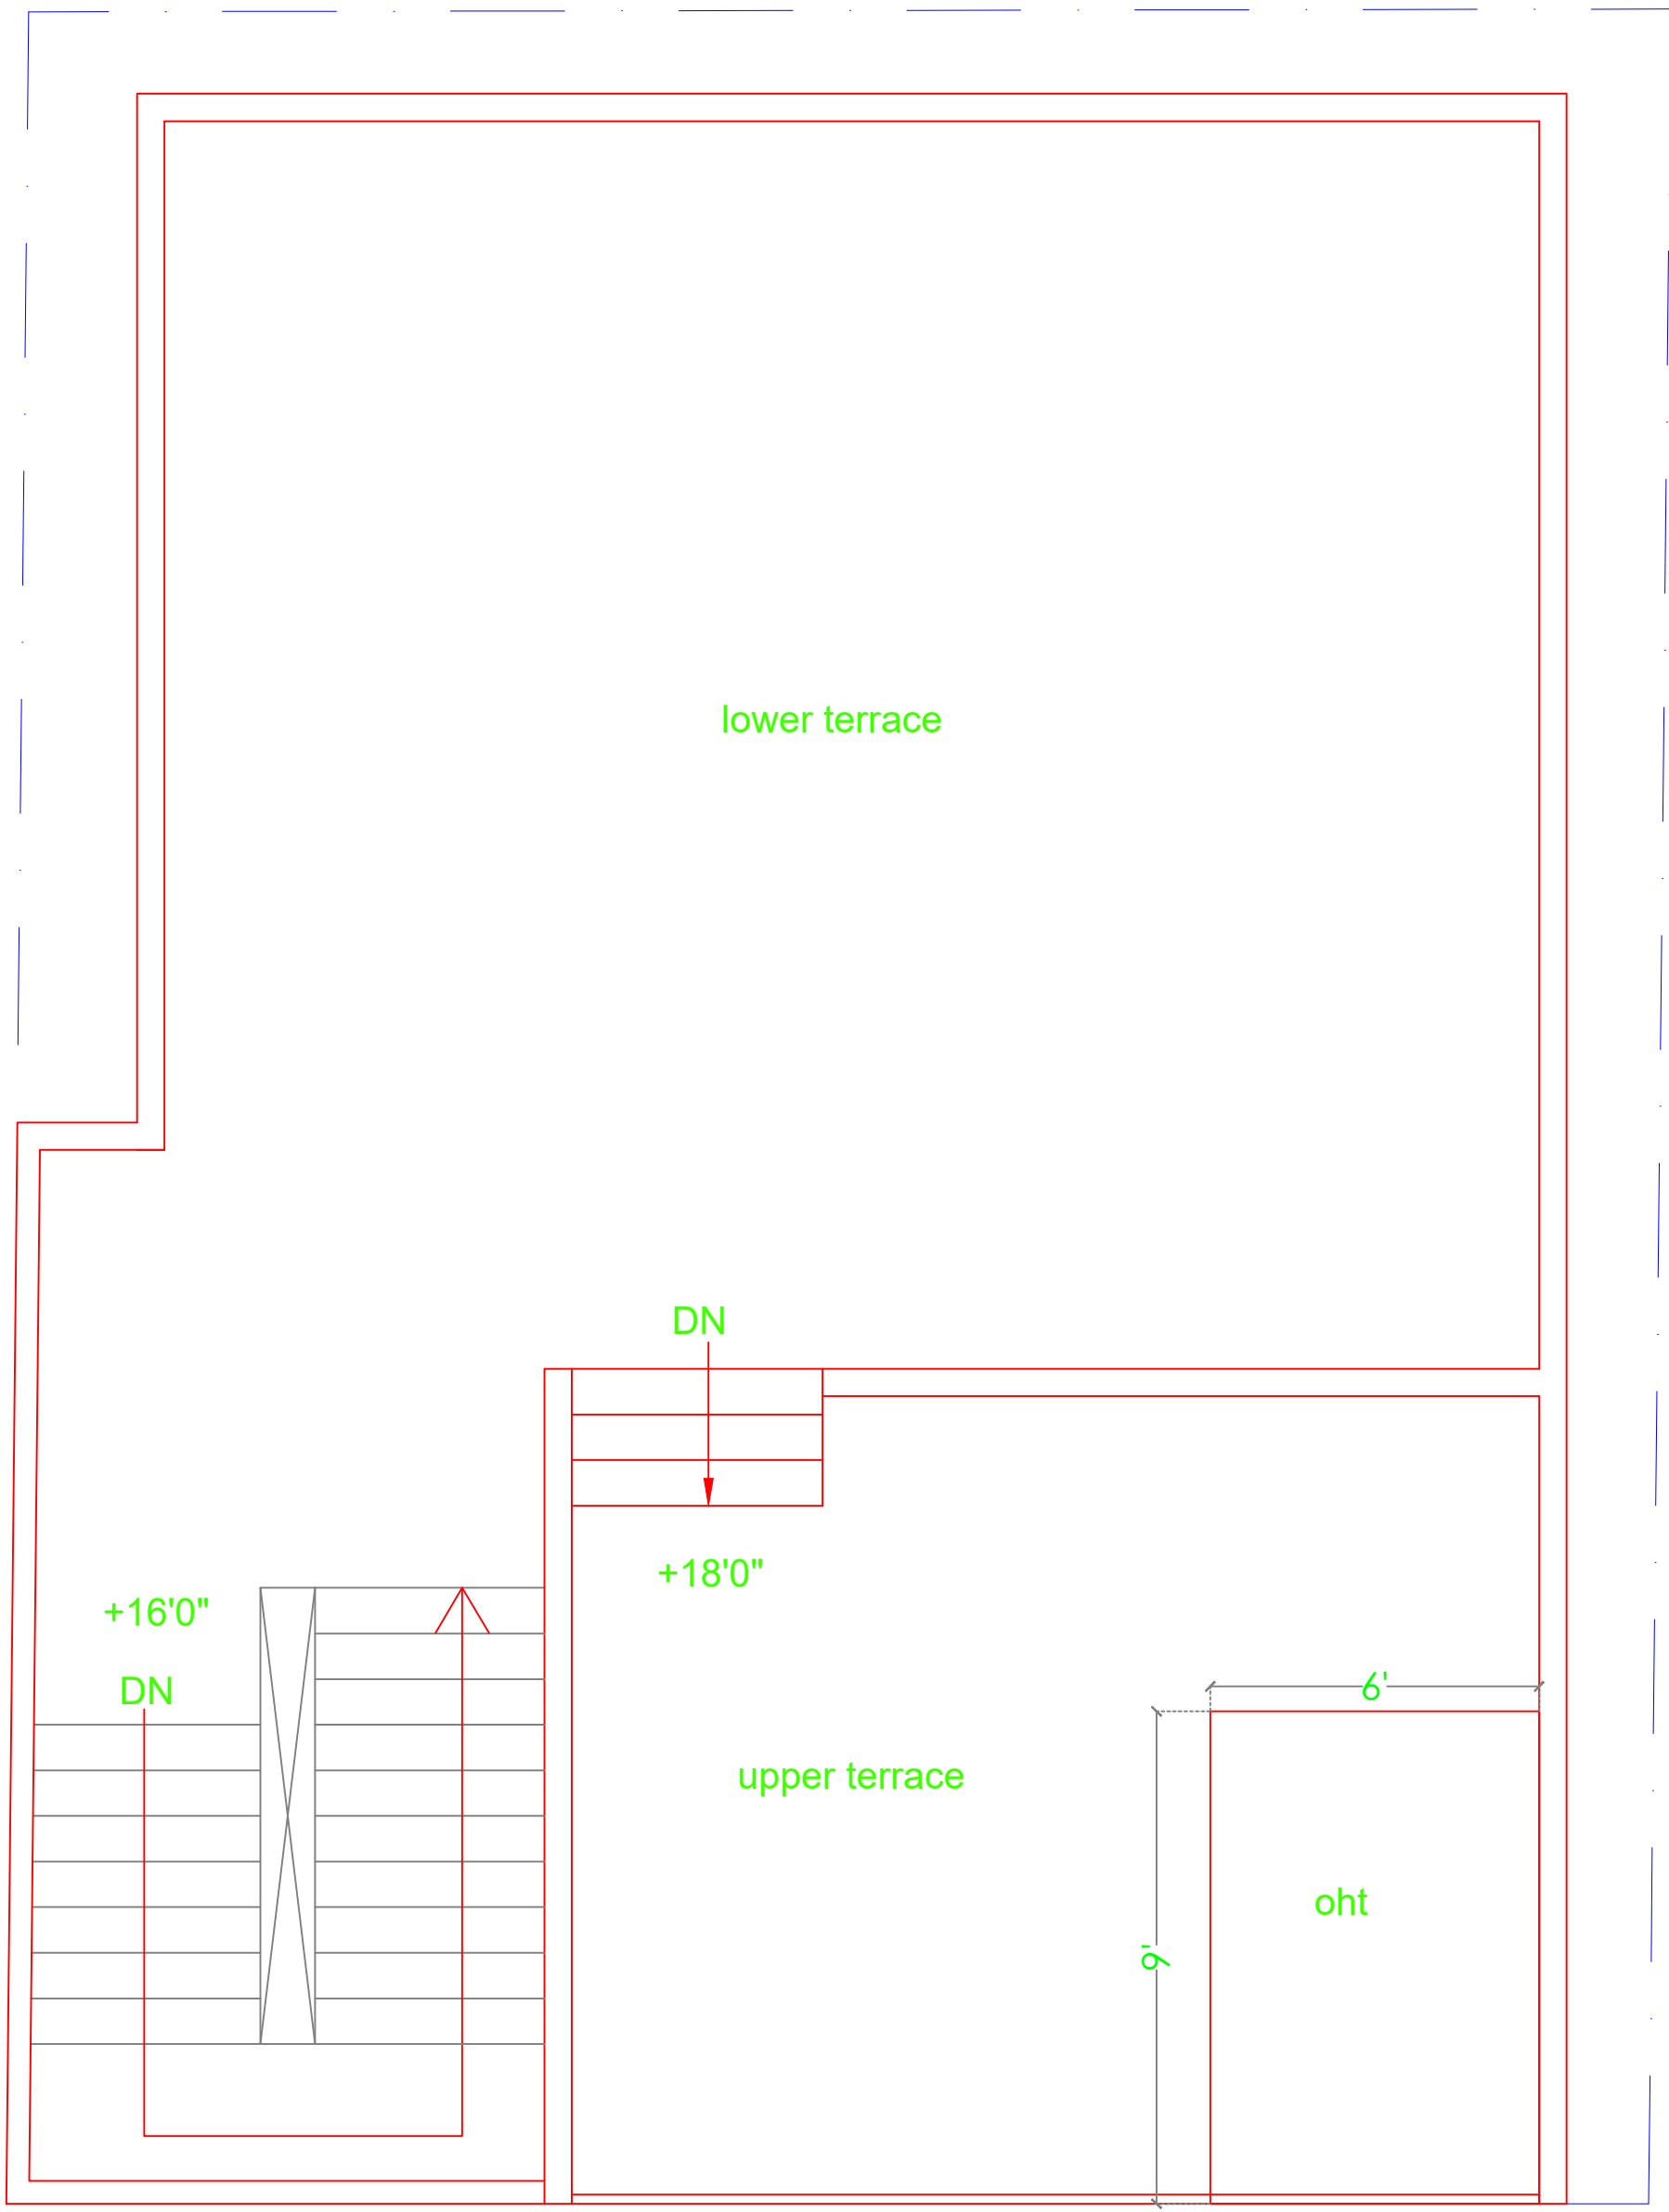 lower terrace
DN
+18'0"
+16'0"
DN
6'
upper terrace
oht
9'